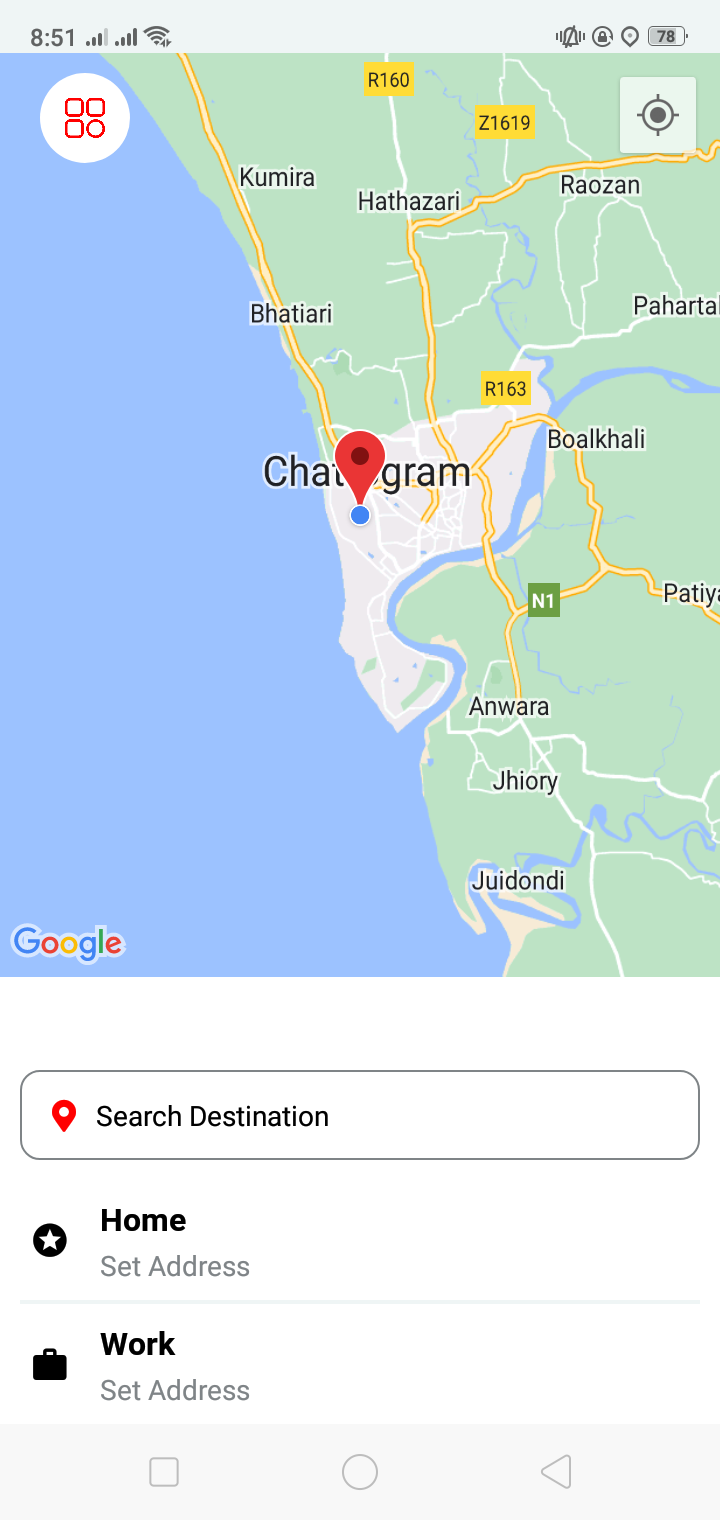 8:51
78
R160
Z1619
Kumira
Raozan
Hathazari
Pahartal
Bhatiari
R163
Boalkhali
Chat gram
N1
Patiya
Anwara
Jhiory
Juidondi
Google
Search Destination
Home
Set Address
Work
Set Address